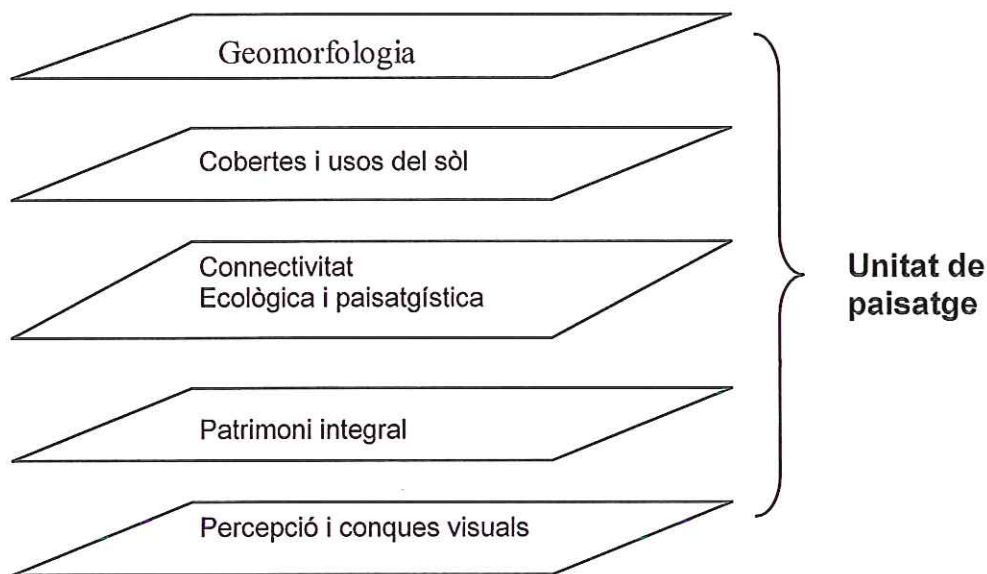 Geomorfologia
Cobertes i usos del sòl
Connectivitat
Ecològica i paisatgística
Unitat de
paisatge
Patrimoni integral
Percepció i conques visuals